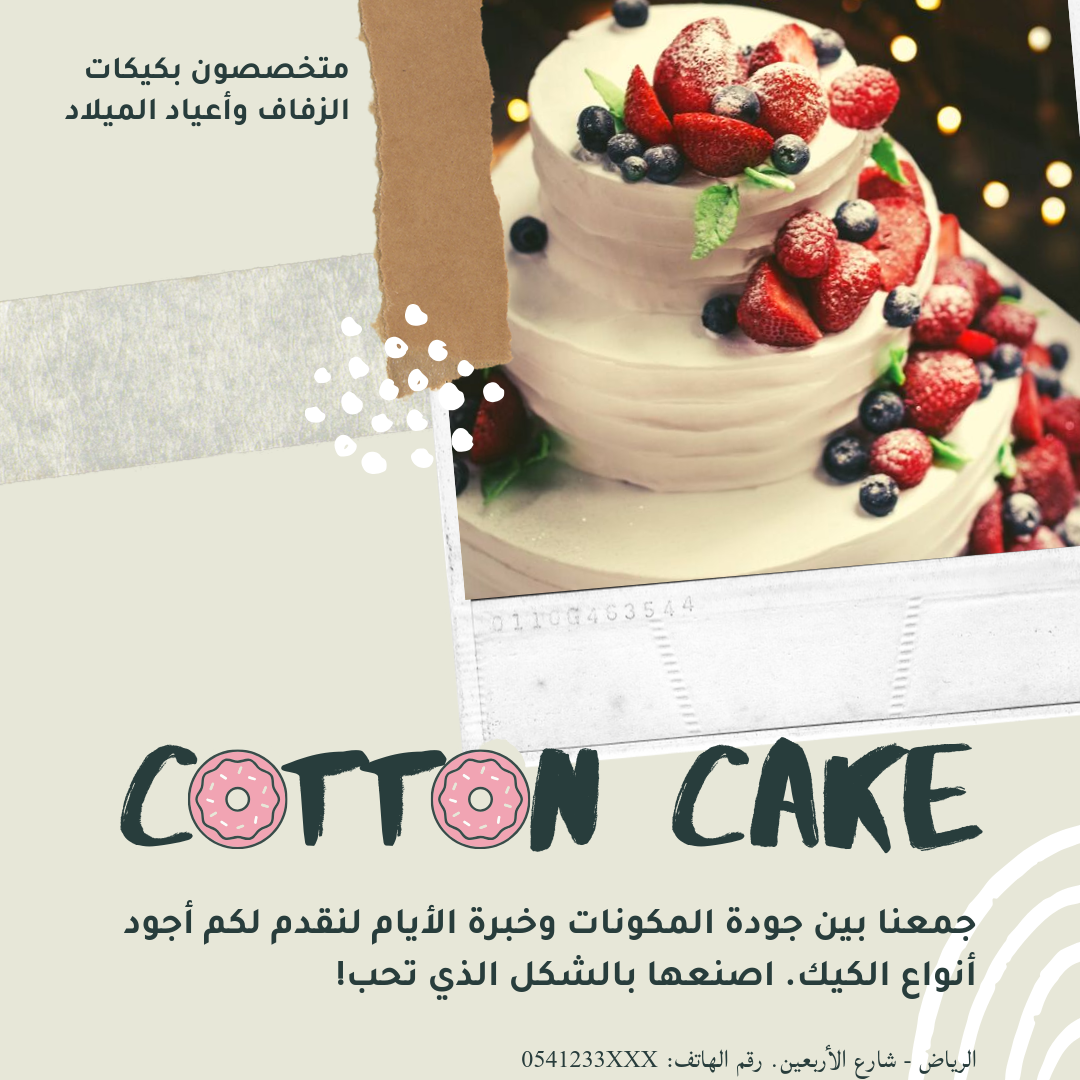 متخصصون بكيكات
الزفاف وأعياد الميلاد
0110G463544
COTTON CAKE
جمعنا بين جودة المكونات وخبرة الأيام لنقدم لكم أجود
أنواع الكيك. اصنعها بالشكل الذي تحب!
الرياض - شارع الأربعين. رقم الهاتف: 0541233XXX